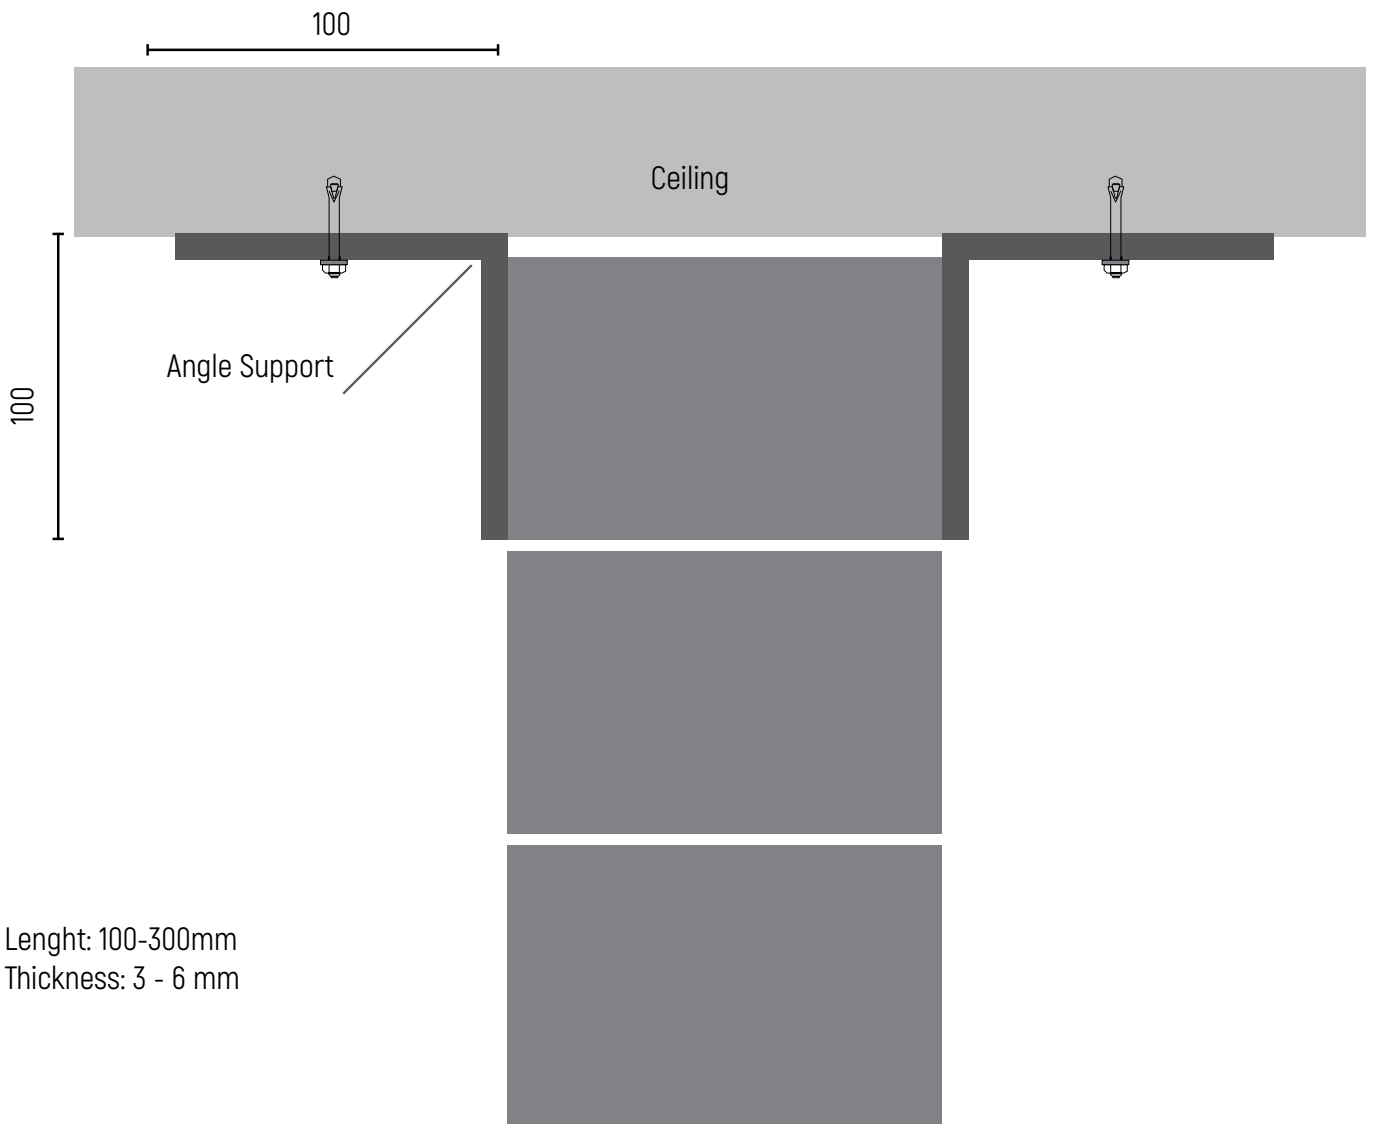 100
Ceiling
Angle Support
100
Lenght: 100-300mm
Thickness: 3 - 6 mm